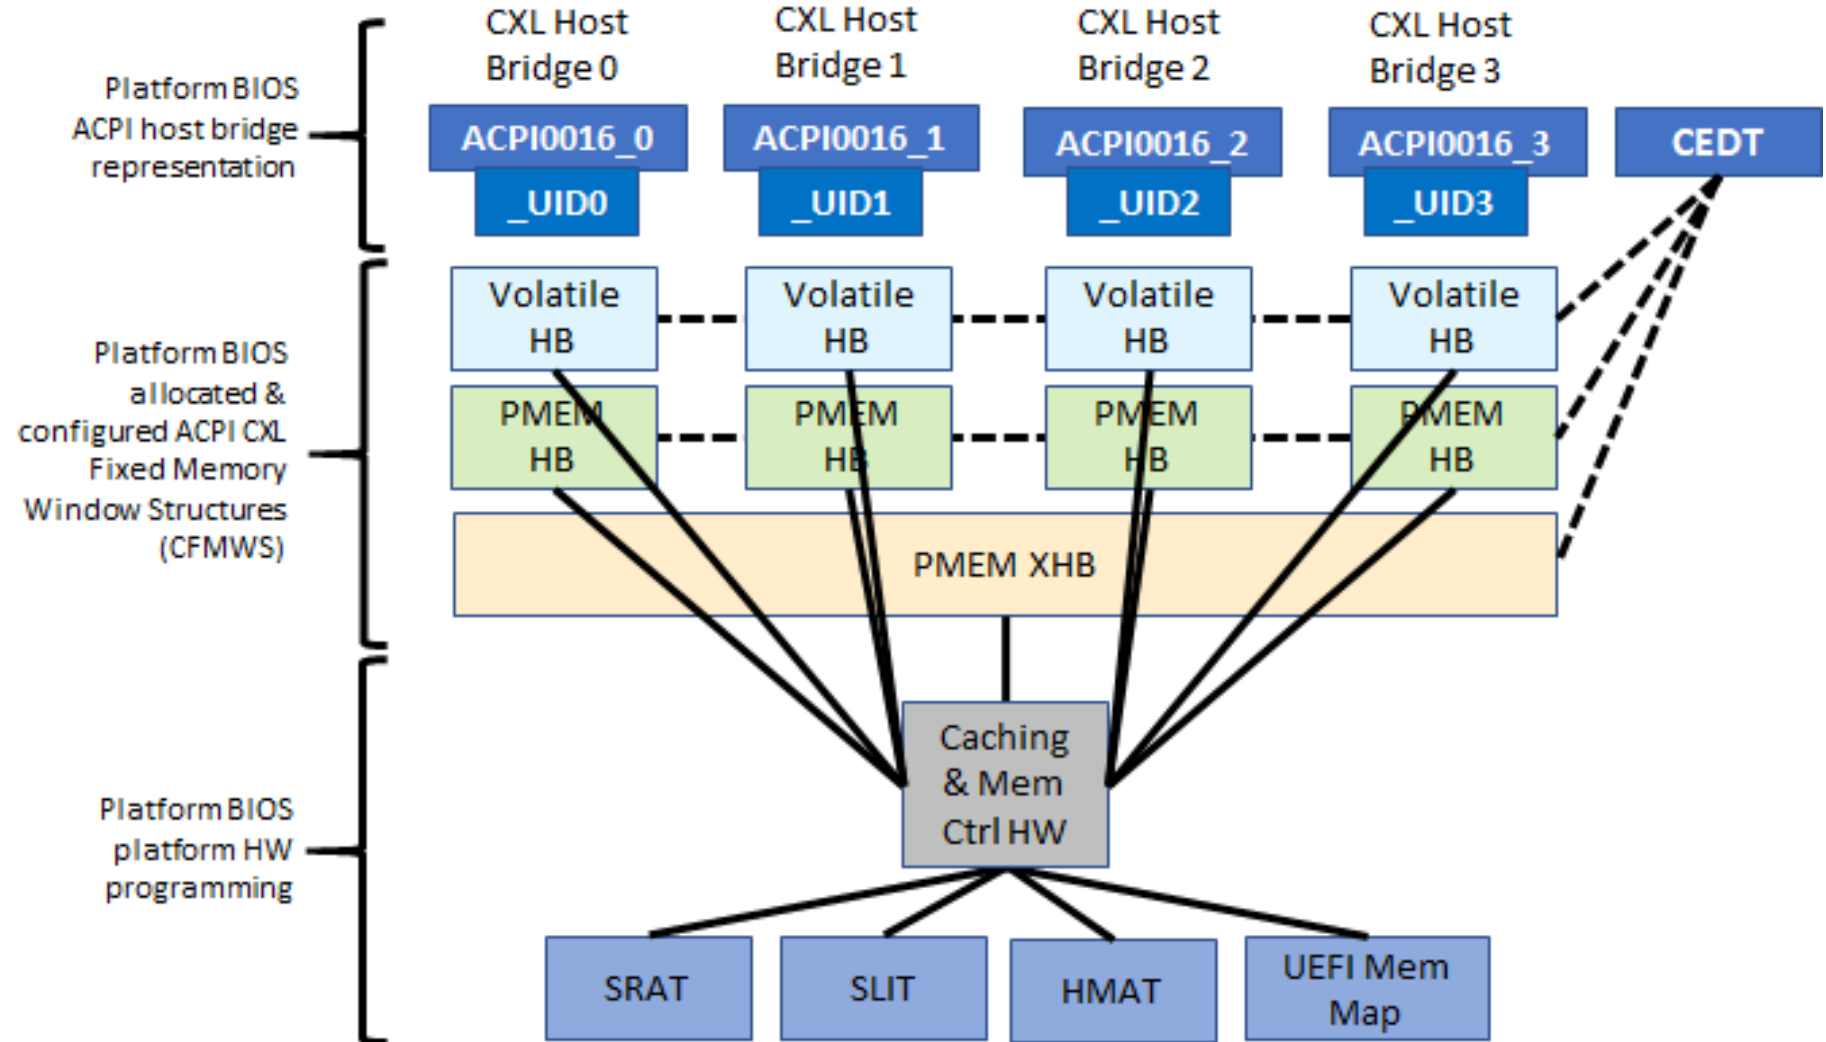 CXL Host
Bridge 0
CXL Host
Bridge 1
CXL Host
Bridge 2
CXL Host
Bridge 3
Platform BIOS
ACPI host bridge
representation
ACPI0016_0
ACPI0016_1
ACPI0016_2
ACPI0016_3
CEDT
_UID0
_UID1
_UID2
_UID3
Platform BIOS
allocated &
configured ACPI CXL
Fixed Memory
Window Structures
(CFMWS)
Volatile
HB
Volatile
HB
Volatile
HB
Volatile
HB
PMEM
HB
PMEM
HB
PMEM
HB
PMEM
HB
PMEM XHB
Platform BIOS
platform HW
programming
Caching
& Mem
Ctrl HW
SRAT
SLIT
HMAT
UEFI Mem
Map